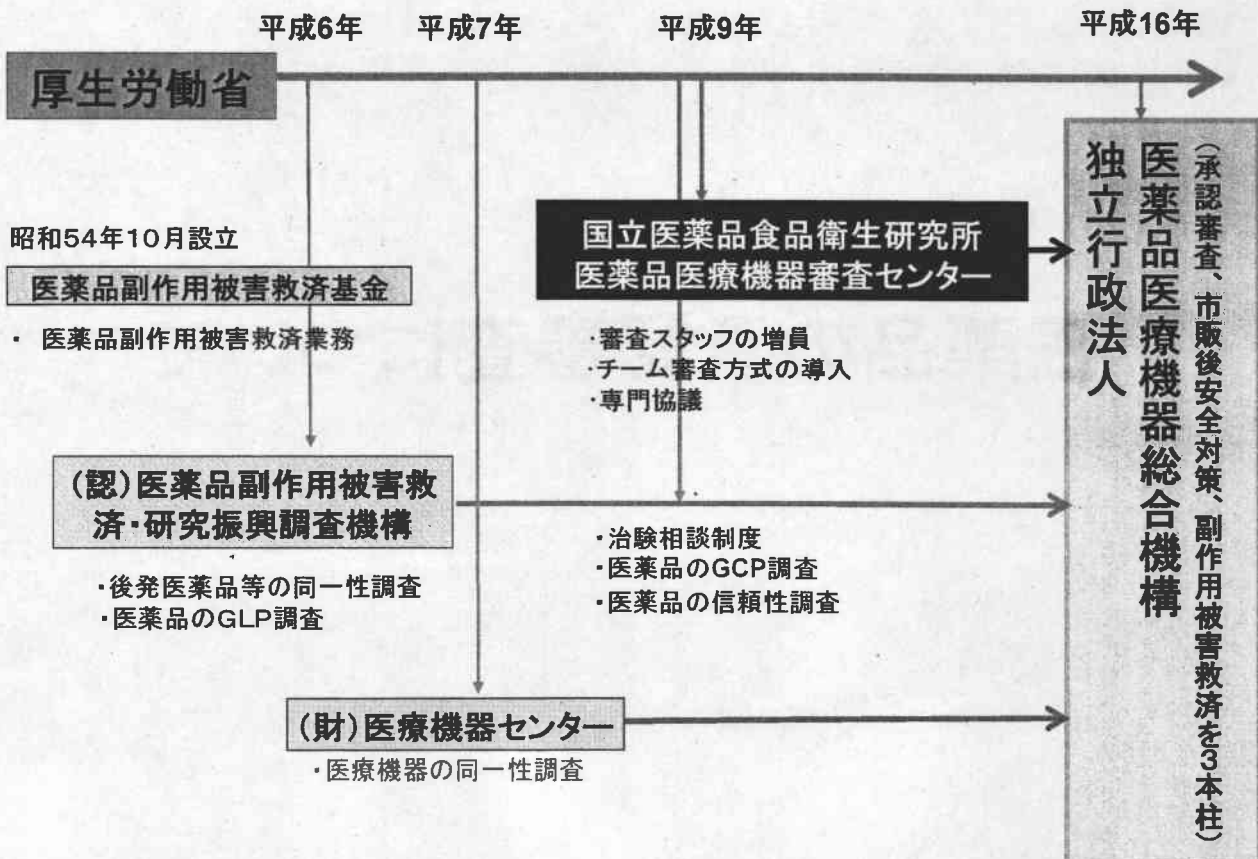 平成6年
平成7年
平成9年
平成16年
厚生労働省
昭和54年10月設立
医薬品副作用被害救済基金
・ 医薬品副作用被害救済業務
国立医薬品食品衛生研究所
医薬品医療機器審査センター
・審査スタッフの増員
・チーム審査方式の導入
・専門協議
(認)医薬品副作用被害救
済・研究振興調査機構
・後発医薬品等の同一性調査
・医薬品のGLP調査
・治験相談制度
・医薬品のGCP調査
・医薬品の信頼性調査
(財)医療機器センター
・医療機器の同一性調査
独立行政法人
医薬品医療機器総合機構
(承認審査、市販後安全対策、副作用被害救済を3本柱)